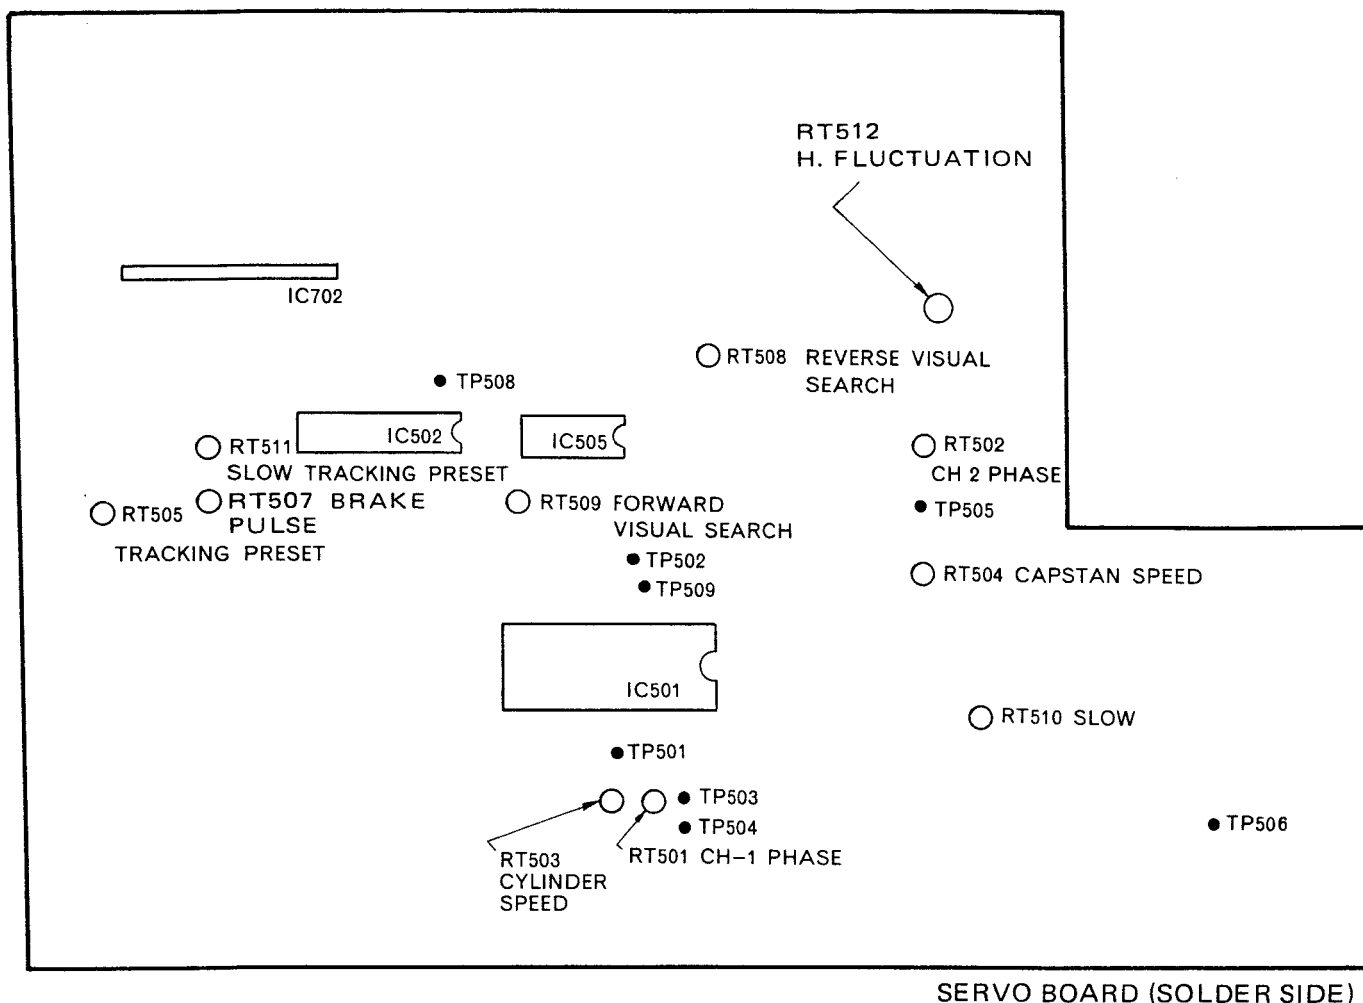 RT512
H. FLUCTUATION
IC702
RT508 REVERSE VISUAL
SEARCH
TP508
IC502
IC505
RT511
SLOW TRACKING PRESET
RT502
CH 2 PHASE
RT507 BRAKE
PULSE
RT505
TRACKING PRESET
RT509 FORWARD
VISUAL SEARCH
TP505
TP502
TP509
RT504 CAPSTAN SPEED
IC501
RT510 SLOW
TP501
TP503
TP504
TP506
RT503
CYLINDER
SPEED
RT501 CH-1 PHASE
SERVO BOARD (SOLDER SIDE)